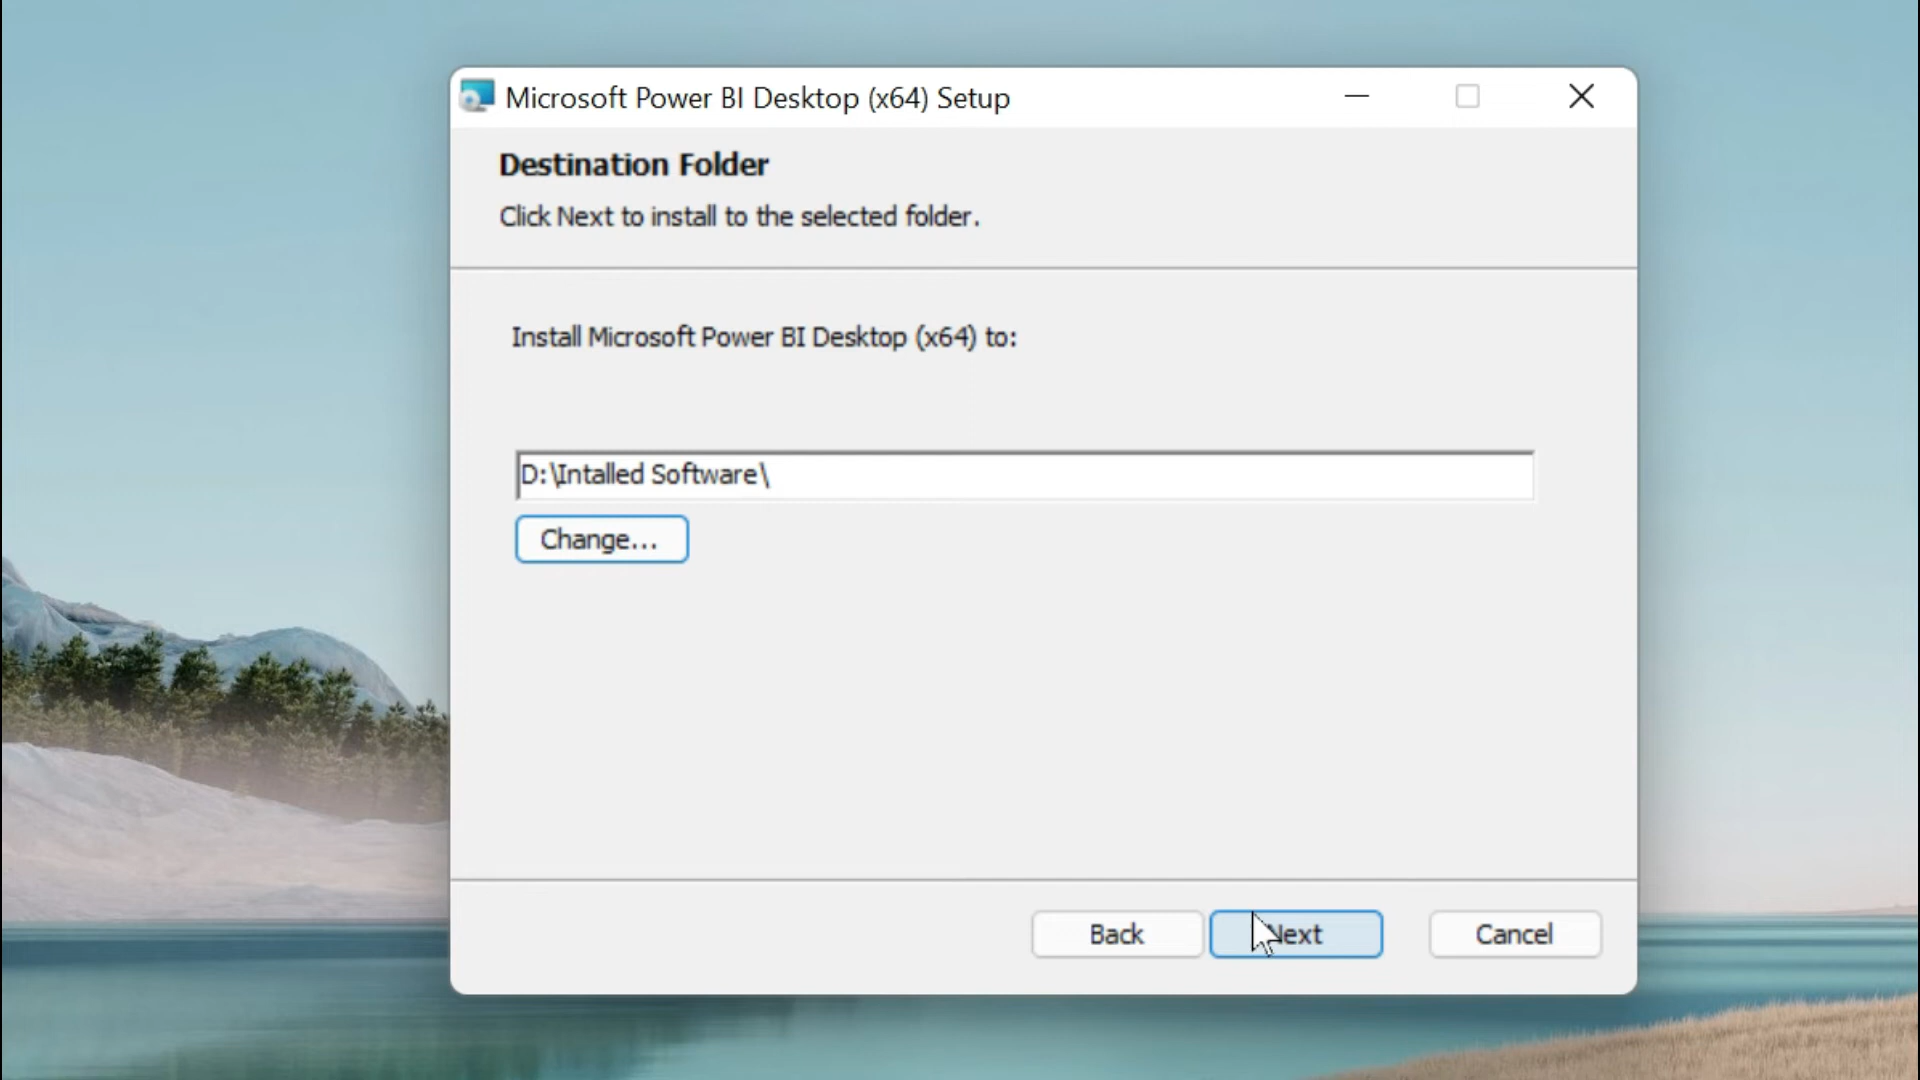 Microsoft Power BI Desktop (x64) Setup
Destination Folder
Click Next to install to the selected folder.
Install Microsoft Power BI Desktop (x64) to:
D:\Intalled Software\
Change...
Back
Next
Cancel